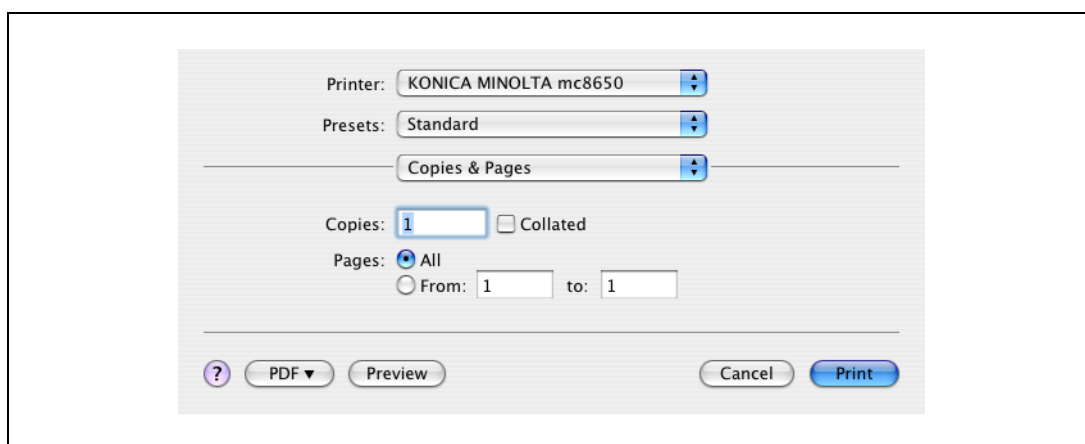 Printer: KONICA MINOLTA mc8650
Presets: Standard
Copies & Pages
Copies: 1 Collated
Pages: All
From: 1 to: 1
? PDF ▼ Preview Cancel Print